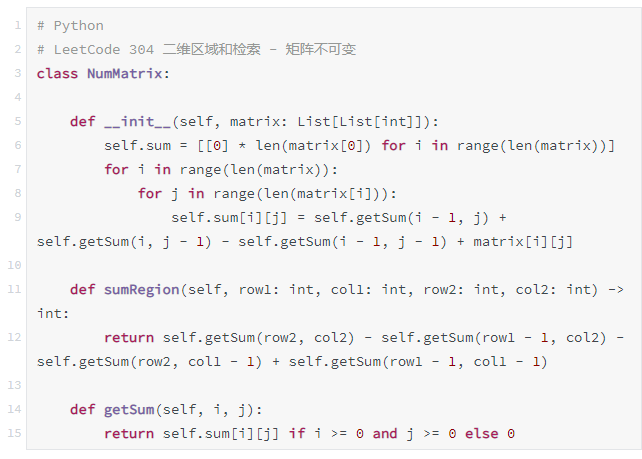 1 # Python
2 # LeetCode 304 二维区域和检索 - 矩阵不可变
3 class NumMatrix:
4
5     def __init__(self, matrix: List[List[int]]):
6         self.sum = [[0] * len(matrix[0]) for i in range(len(matrix))]
7         for i in range(len(matrix)):
8             for j in range(len(matrix[i])):
9                 self.sum[i][j] = self.getSum(i - 1, j) +
self.getSum(i, j - 1) - self.getSum(i - 1, j - 1) + matrix[i][j]
10
11     def sumRegion(self, row1: int, col1: int, row2: int, col2: int) ->
int:
12         return self.getSum(row2, col2) - self.getSum(row1 - 1, col2) -
self.getSum(row2, col1 - 1) + self.getSum(row1 - 1, col1 - 1)
13
14     def getSum(self, i, j):
15         return self.sum[i][j] if i >= 0 and j >= 0 else 0